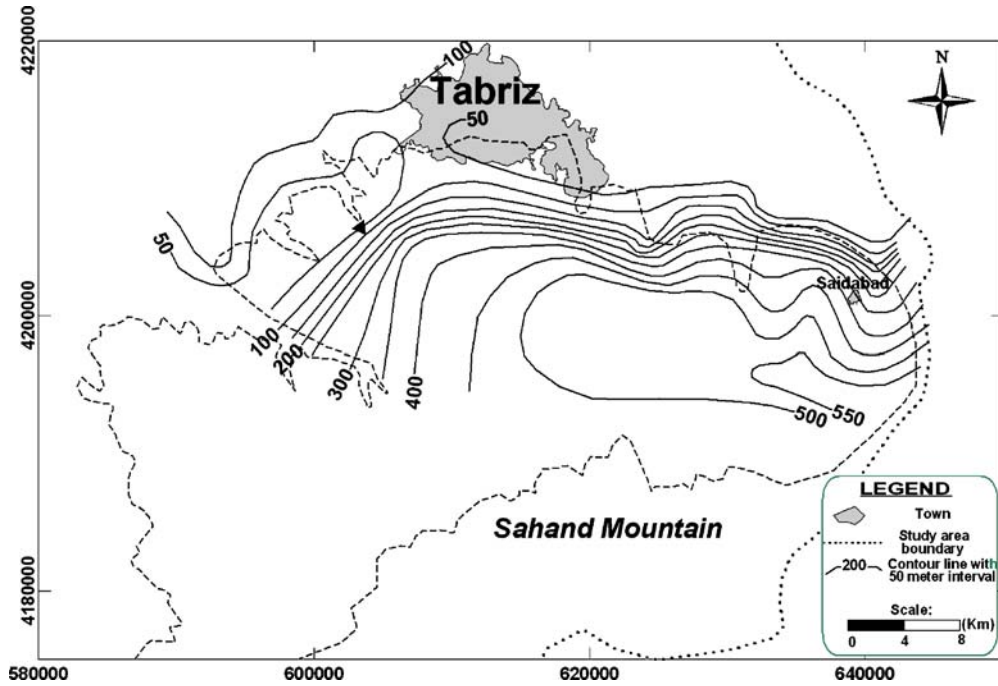 4220000
4200000
4180000
580000
600000
620000
640000
N
100
Tabriz
50
50
Saidabad
100
200
300
400
500
550
Sahand Mountain
LEGEND
Town
Study area
boundary
200 Contour line with
50 meter interval
Scale:
(Km)
0 4 8